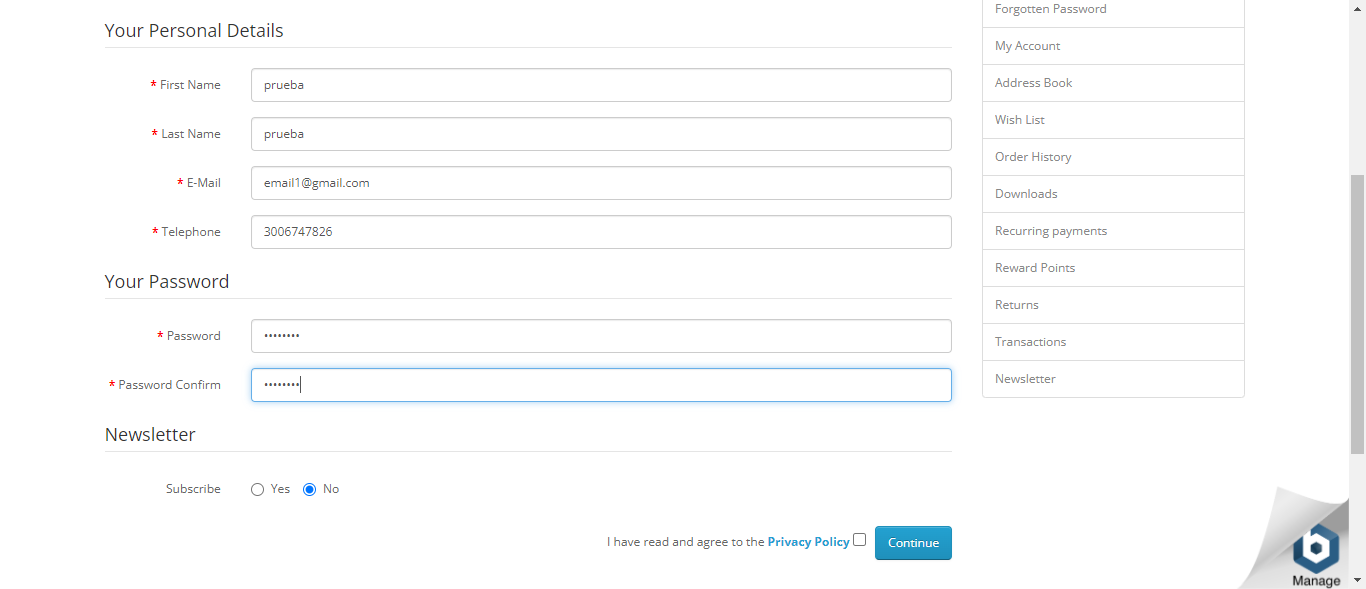 Your Personal Details
* First Name prueba
* Last Name prueba
* E-Mail email1@gmail.com
* Telephone 3006747826
Your Password
* Password ••••••••
* Password Confirm ••••••••
Newsletter
Subscribe Yes No
I have read and agree to the Privacy Policy Continue
Forgotten Password
My Account
Address Book
Wish List
Order History
Downloads
Recurring payments
Reward Points
Returns
Transactions
Newsletter
b
Manage